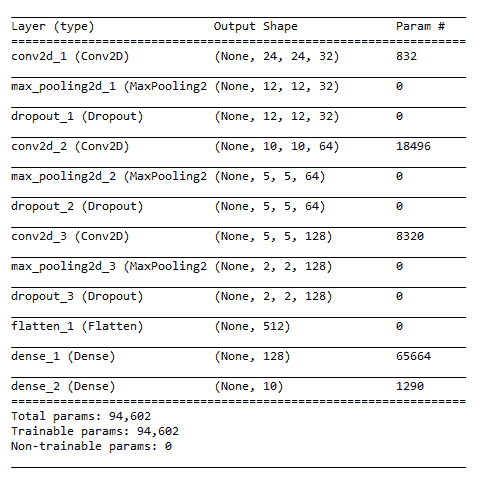 Layer (type) Output Shape Param #
conv2d_1 (Conv2D) (None, 24, 24, 32) 832
max_pooling2d_1 (MaxPooling2 (None, 12, 12, 32) 0
dropout_1 (Dropout) (None, 12, 12, 32) 0
conv2d_2 (Conv2D) (None, 10, 10, 64) 18496
max_pooling2d_2 (MaxPooling2 (None, 5, 5, 64) 0
dropout_2 (Dropout) (None, 5, 5, 64) 0
conv2d_3 (Conv2D) (None, 5, 5, 128) 8320
max_pooling2d_3 (MaxPooling2 (None, 2, 2, 128) 0
dropout_3 (Dropout) (None, 2, 2, 128) 0
flatten_1 (Flatten) (None, 512) 0
dense_1 (Dense) (None, 128) 65664
dense_2 (Dense) (None, 10) 1290
Total params: 94,602
Trainable params: 94,602
Non-trainable params: 0